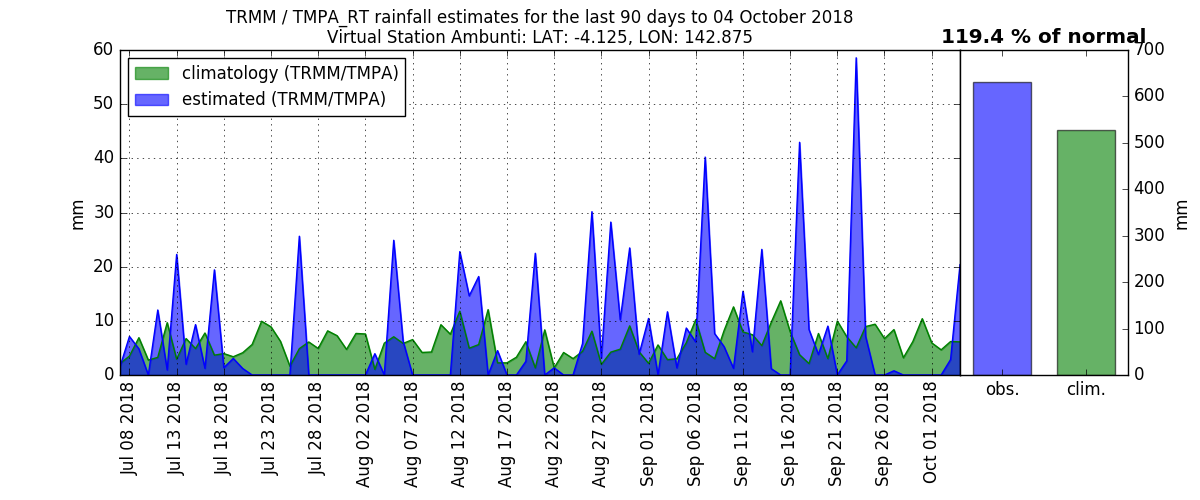 TRMM / TMPA_RT rainfall estimates for the last 90 days to 04 October 2018
Virtual Station Ambunti: LAT: -4.125, LON: 142.875
119.4 % of normal
climatology (TRMM/TMPA)
estimated (TRMM/TMPA)
60
50
40
30
20
10
0
mm
700
600
500
400
300
200
100
0
mm
Jul 08 2018
Jul 13 2018
Jul 18 2018
Jul 23 2018
Jul 28 2018
Aug 02 2018
Aug 07 2018
Aug 12 2018
Aug 17 2018
Aug 22 2018
Aug 27 2018
Sep 01 2018
Sep 06 2018
Sep 11 2018
Sep 16 2018
Sep 21 2018
Sep 26 2018
Oct 01 2018
obs.
clim.